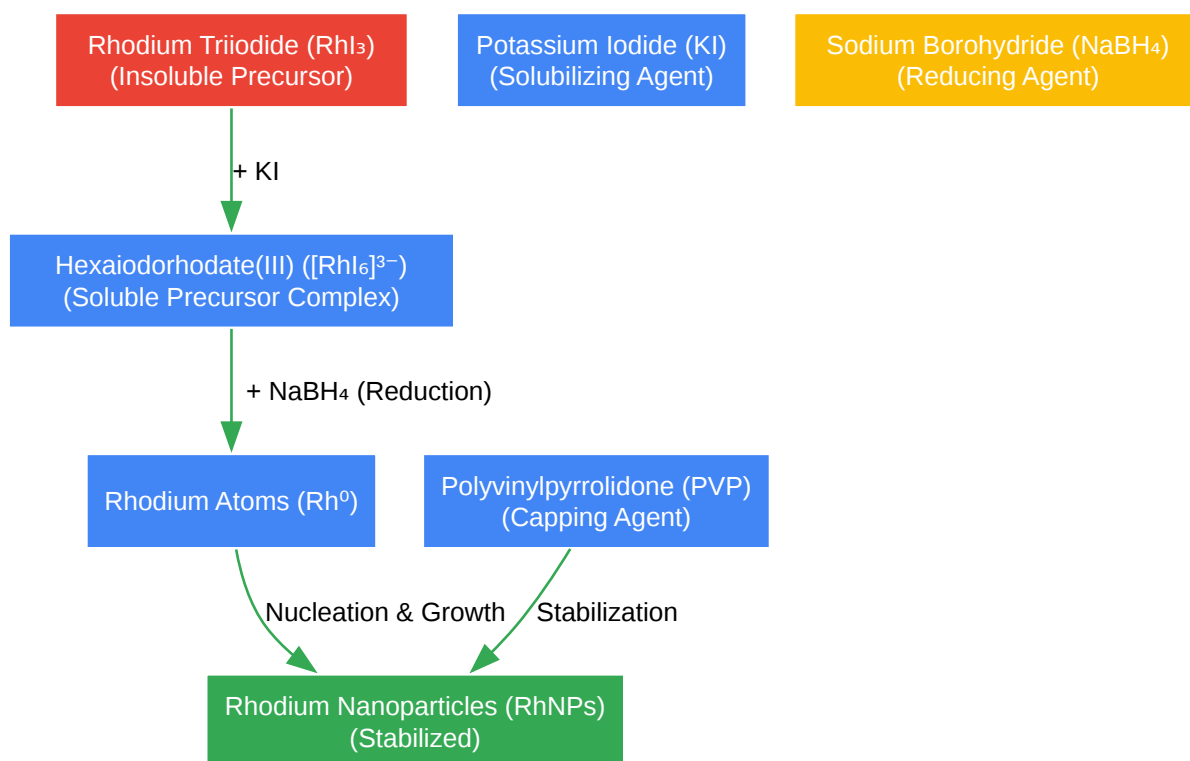 Rhodium Triiodide (RhI₃)
(Insoluble Precursor)
Potassium Iodide (KI)
(Solubilizing Agent)
Sodium Borohydride (NaBH₄)
(Reducing Agent)
+ KI
Hexaiodorhodate(III) ([RhI₆]³⁻)
(Soluble Precursor Complex)
+ NaBH₄ (Reduction)
Rhodium Atoms (Rh⁰)
Polyvinylpyrrolidone (PVP)
(Capping Agent)
Nucleation & Growth
Stabilization
Rhodium Nanoparticles (RhNPs)
(Stabilized)